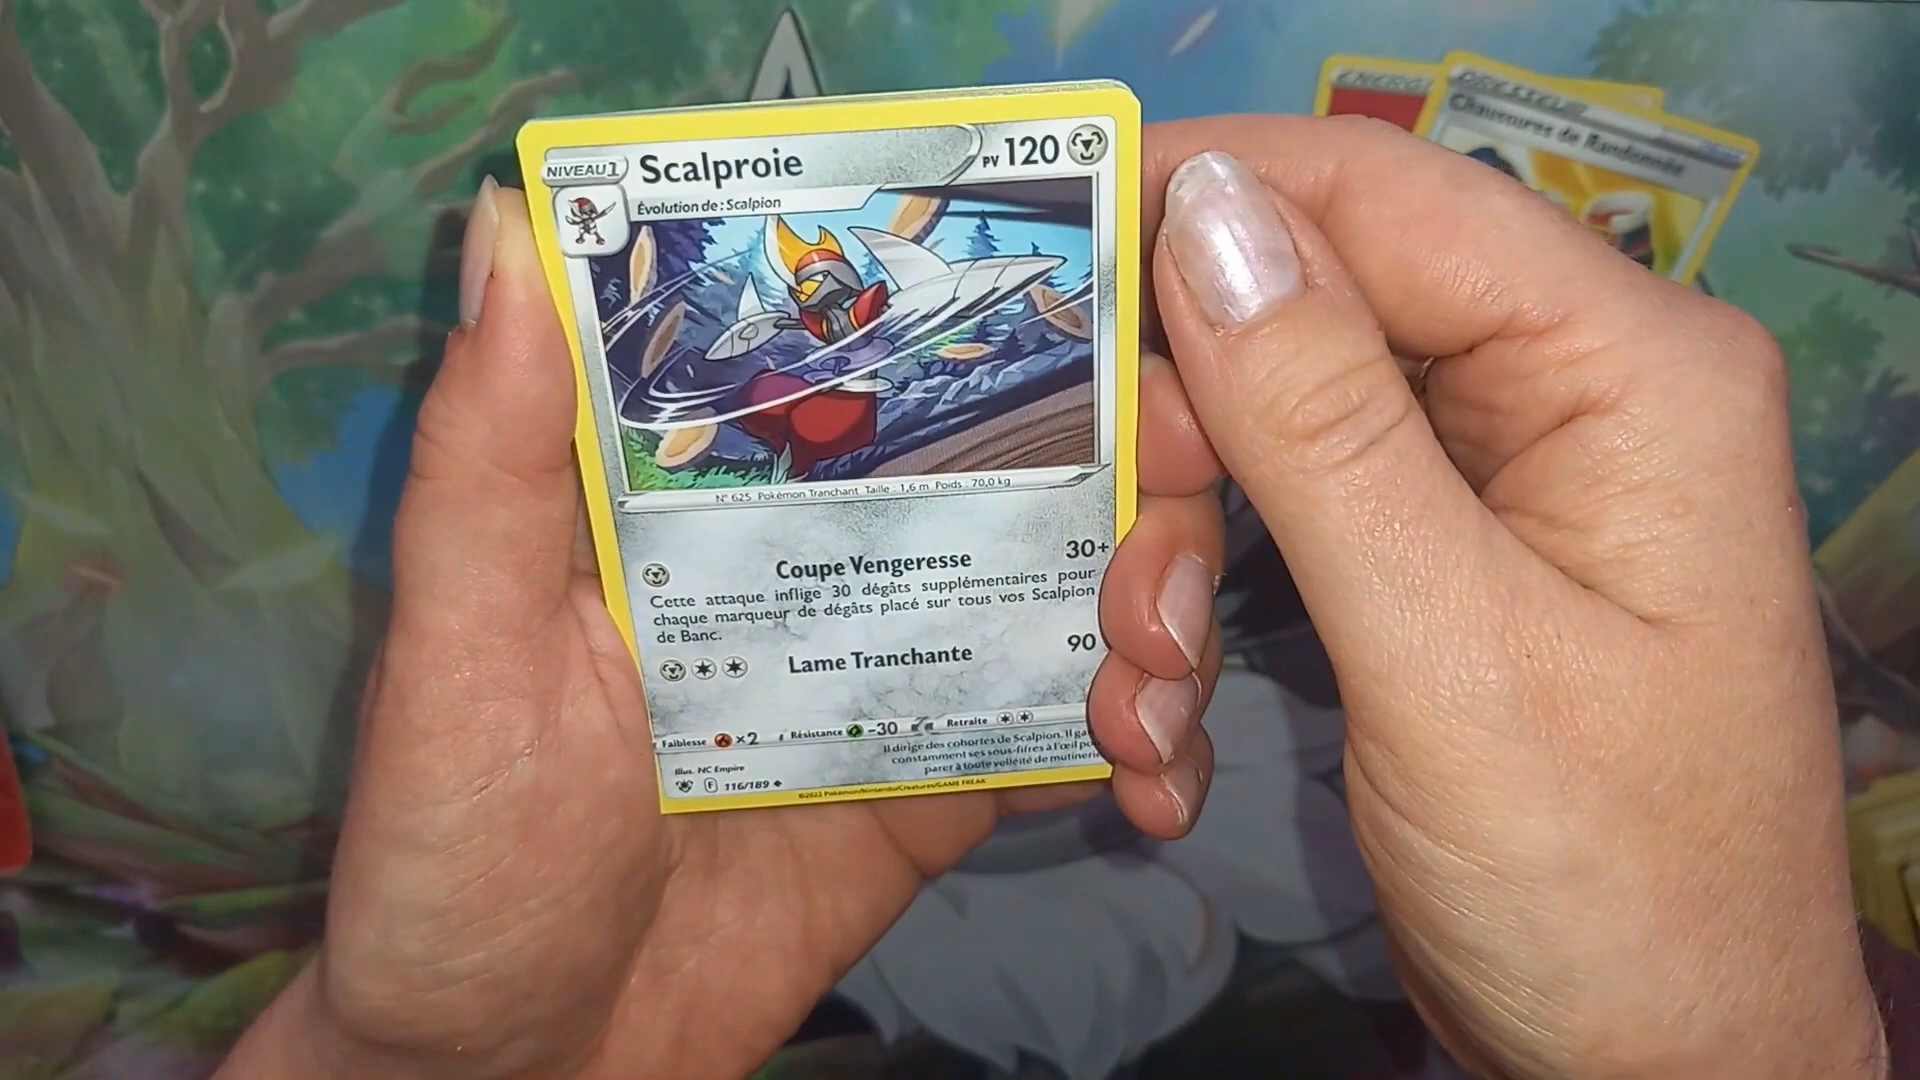 NIVEAU 1
Scalproie
PV 120
Évolution de : Scalpion
N° 625 Pokémon Tranchant Taille : 1,6 m Poids : 70,0 kg
Coupe Vengeresse 30+
Cette attaque inflige 30 dégâts supplémentaires pour
chaque marqueur de dégâts placé sur tous vos Scalpion
de Banc.
Lame Tranchante 90
Faiblesse ×2 Résistance -30 Retraite
Il dirige des cohortes de Scalpion. Il
constamment ses sous-fifres à l'œil
parer à toute velléité de mutinerie
Illus. NC Empire
F 116/189
©2022 Pokémon/Nintendo/Creatures/GAME FREAK
ÉNERGI
DRESSEUR
Chaussures de Randonnée